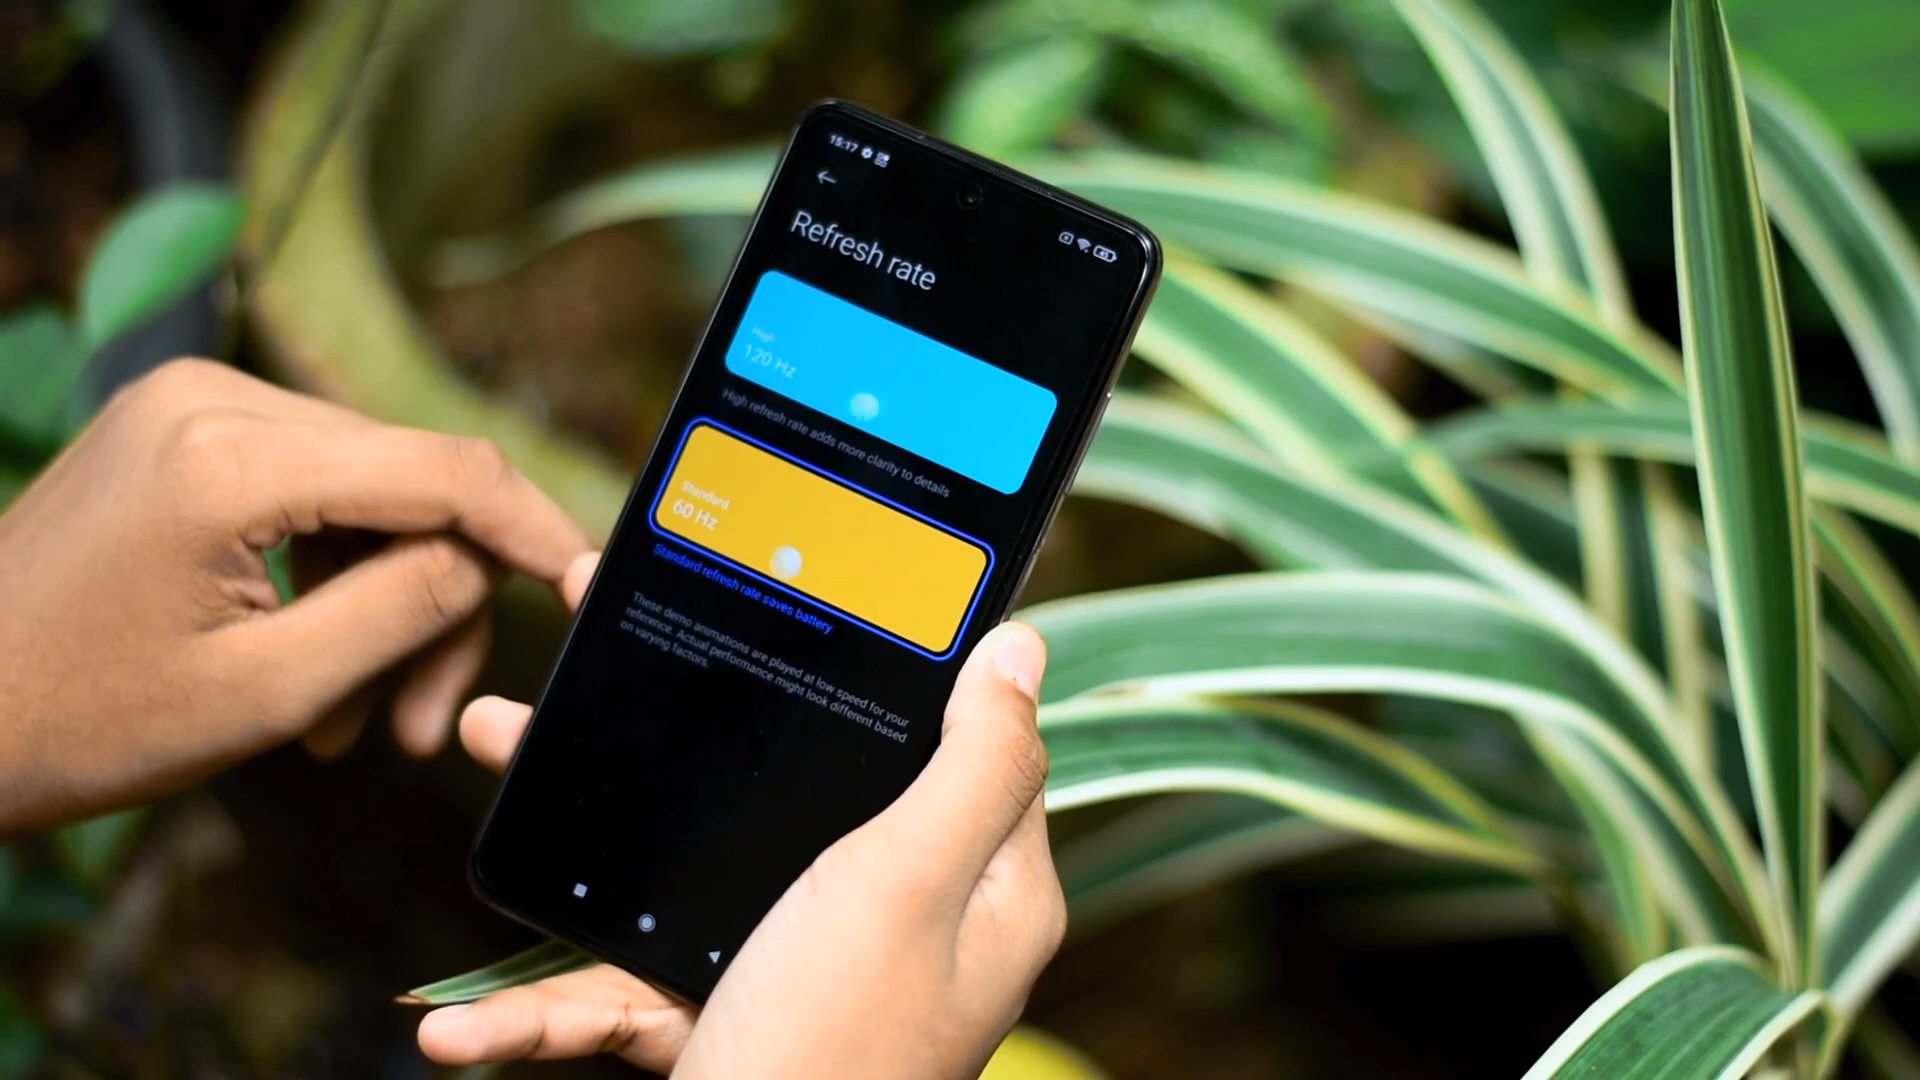 15:17
Refresh rate
High
120 Hz
High refresh rate adds more clarity to details
Standard
60 Hz
Standard refresh rate saves battery
These demo animations are played at low speed for your
reference. Actual performance might look different based
on varying factors.